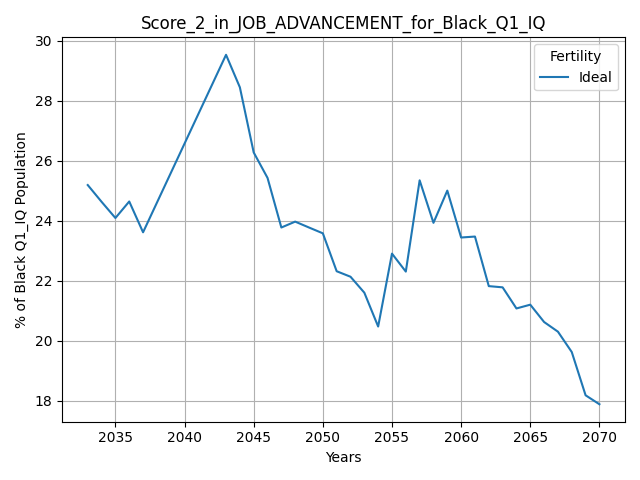 Score_2_in_JOB_ADVANCEMENT_for_Black_Q1_IQ
Fertility
Ideal
% of Black Q1_IQ Population
30
28
26
24
22
20
18
2035 2040 2045 2050 2055 2060 2065 2070
Years